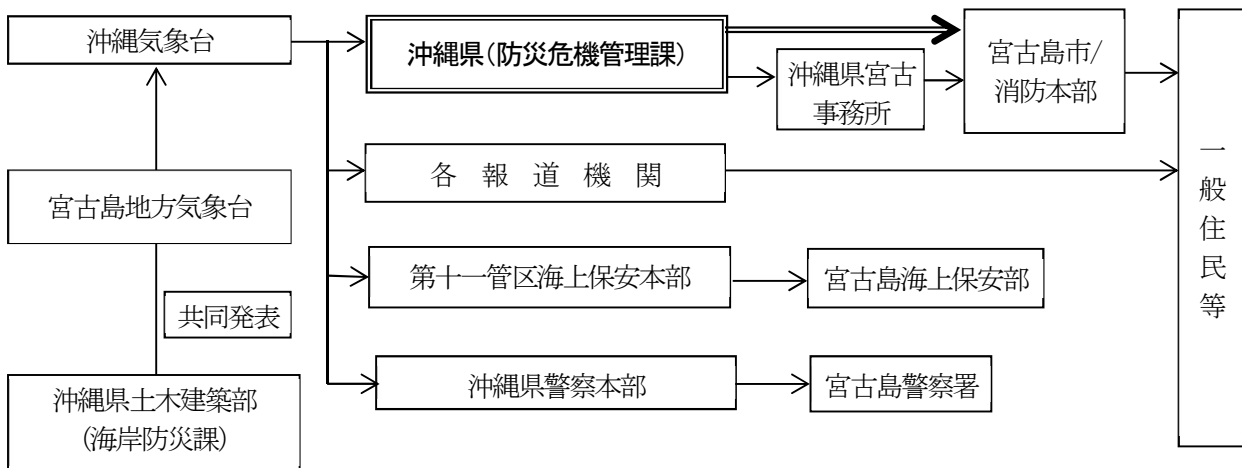 沖縄気象台
沖縄県(防災危機管理課)
宮古島市/
消防本部
沖縄県宮古
事務所
一般住民等
各報道機関
宮古島地方気象台
第十一管区海上保安本部
宮古島海上保安部
共同発表
沖縄県警察本部
宮古島警察署
沖縄県土木建築部
(海岸防災課)